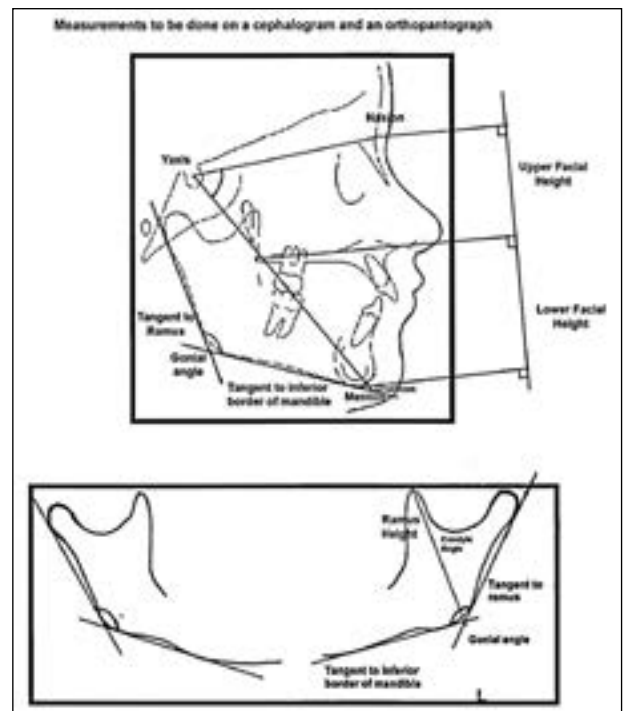 Measurements to be done on a cephalogram and an orthopantograph
Nasion
Yaxis
Upper Facial
Height
Lower Facial
Height
Tangent to
Ramus
Gonial
angle
Tangent to inferior
border of mandible
Ramus
Height
Angle
Tangent to
ramus
Gonial angle
Tangent to inferior
border of mandible
L